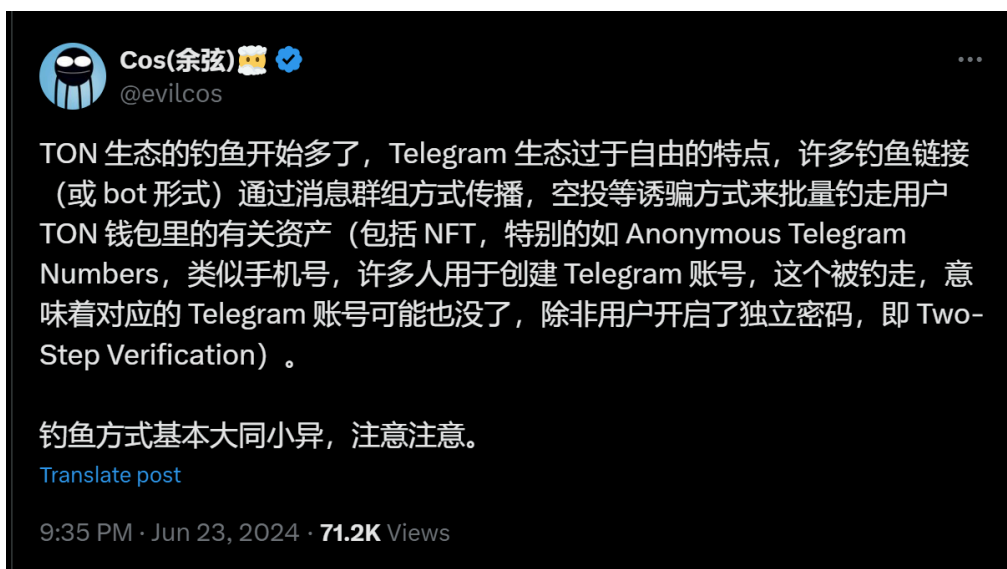 Cos(余弦)😶‍🌫️
@evilcos
TON 生态的钓鱼开始多了，Telegram 生态过于自由的特点，许多钓鱼链接
（或 bot 形式）通过消息群组方式传播，空投等诱骗方式来批量钓走用户
TON 钱包里的有关资产（包括 NFT，特别的如 Anonymous Telegram
Numbers，类似手机号，许多人用于创建 Telegram 账号，这个被钓走，意
味着对应的 Telegram 账号可能也没了，除非用户开启了独立密码，即 Two-
Step Verification）。
钓鱼方式基本大同小异，注意注意。
Translate post
9:35 PM · Jun 23, 2024 · 71.2K Views